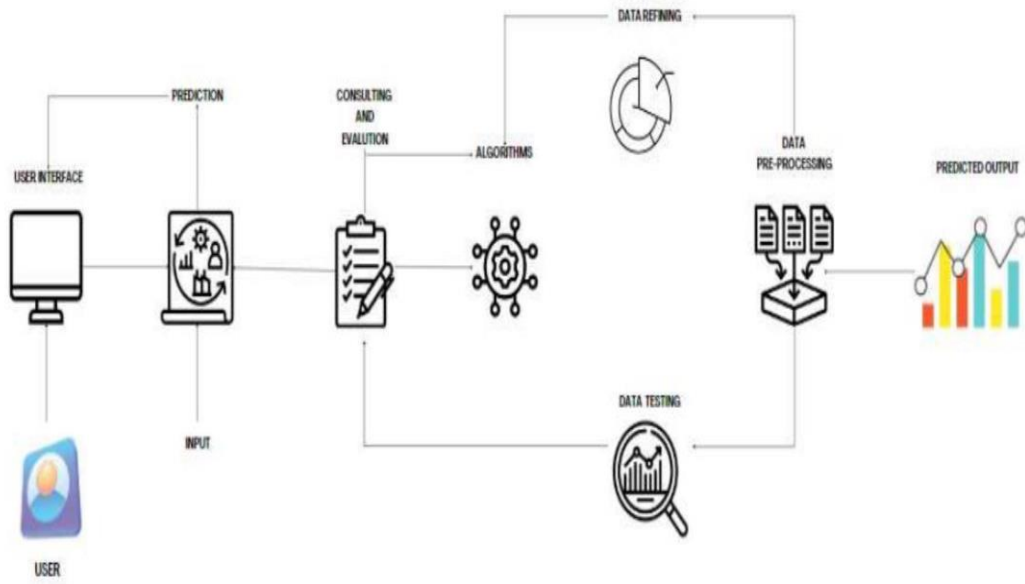 DATA REFINING
PREDICTION
CONSULTING
AND
EVALUTION
ALGORITHMS
DATA
PRE-PROCESSING
PREDICTED OUTPUT
USER INTERFACE
DATA TESTING
INPUT
USER